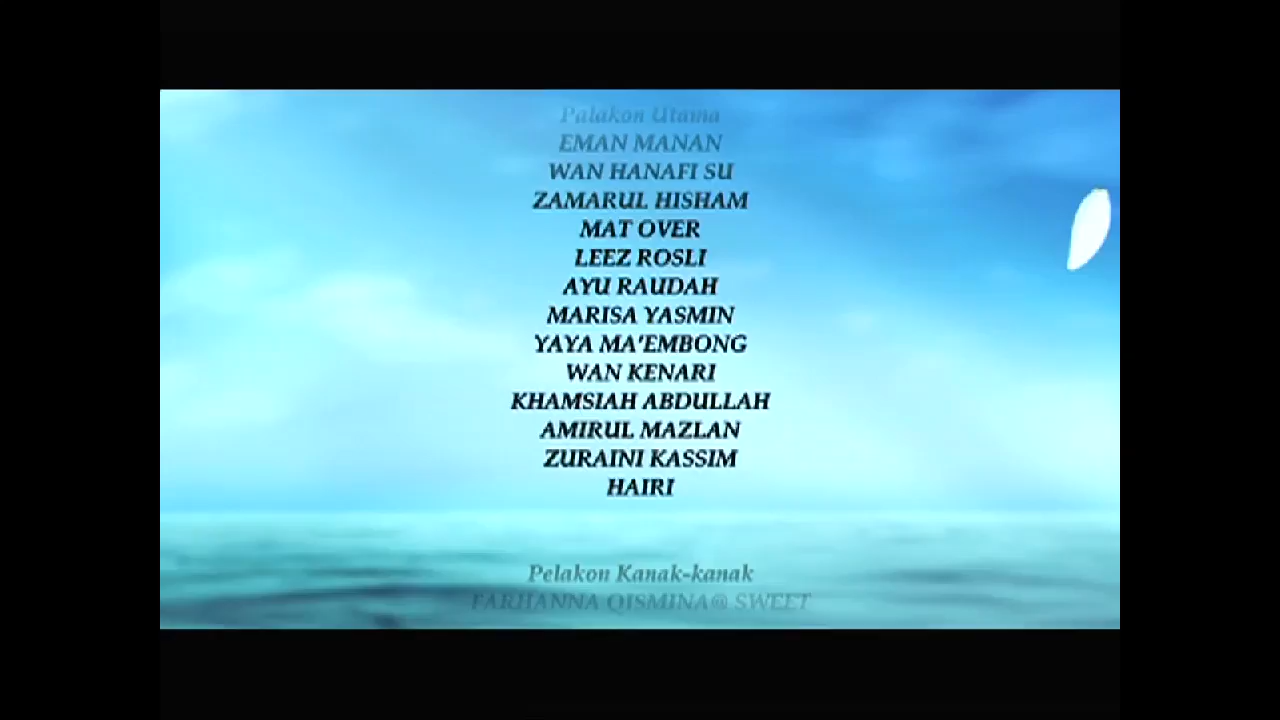 Palakon Utama
EMAN MANAN
WAN HANAFI SU
ZAMARUL HISHAM
MAT OVER
LEEZ ROSLI
AYU RAUDAH
MARISA YASMIN
YAYA MA'EMBONG
WAN KENARI
KHAMSIAH ABDULLAH
AMIRUL MAZLAN
ZURAINI KASSIM
HAIRI
Pelakon Kanak-kanak
FARHANNA QISMINA@ SWEET